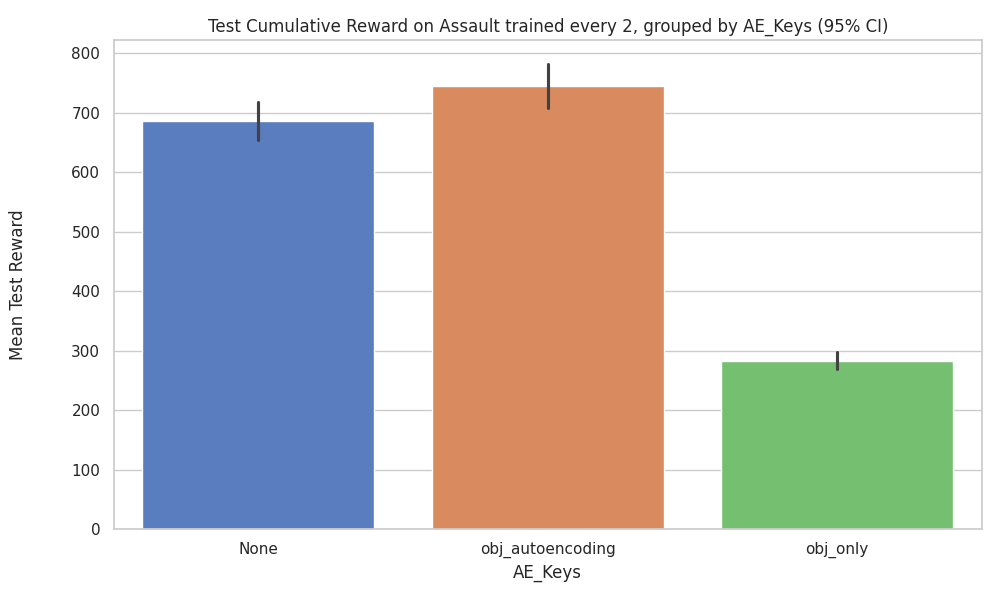 Test Cumulative Reward on Assault trained every 2, grouped by AE_Keys (95% CI)
Mean Test Reward
800
700
600
500
400
300
200
100
0
None
obj_autoencoding
obj_only
AE_Keys